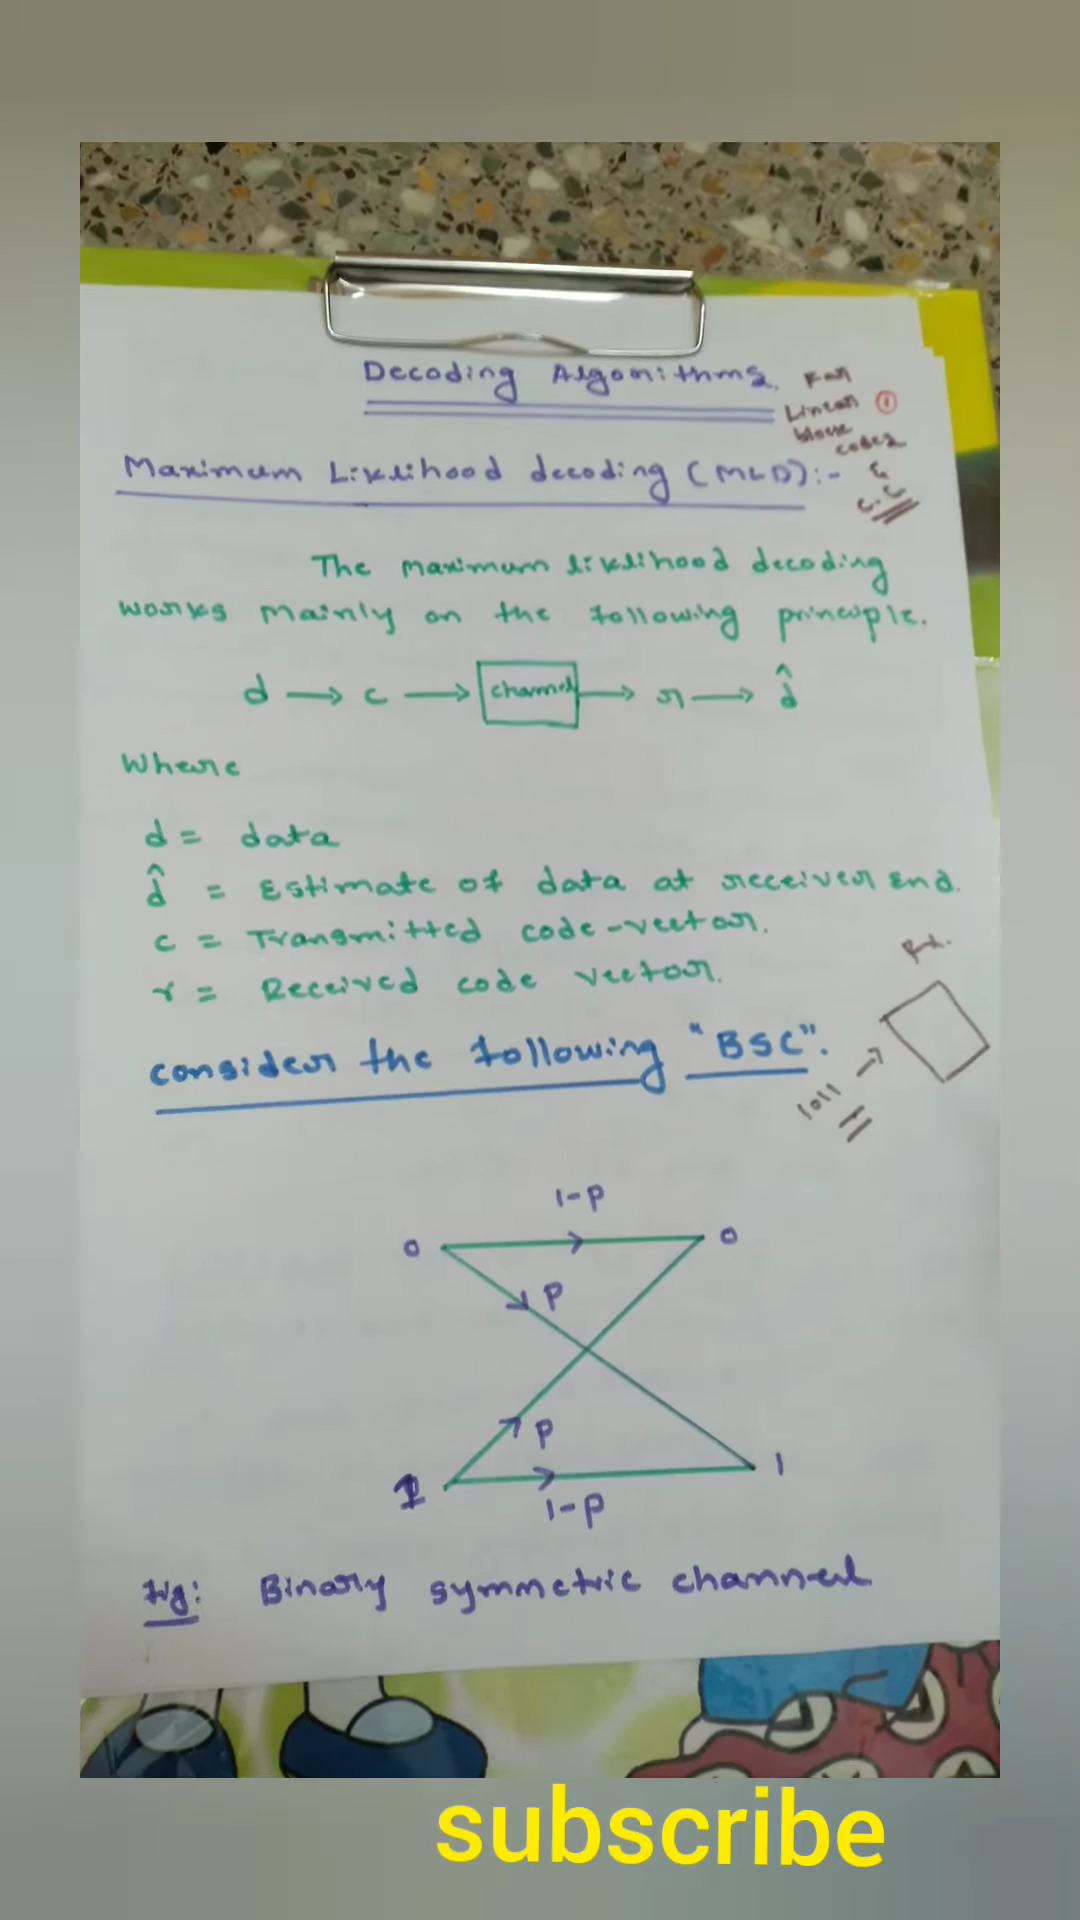 Decoding Algorithms. For
Linear ①
block
codes
&
C.C
Maximum Liklihood decoding (MLD):-
The maximum liklihood decoding
works mainly on the following principle.
d → c → channel → r → d̂
Where
d = data
d̂ = Estimate of data at receiver End.
c = Transmitted code-vector.
r = Received code vector.
consider the following "BSC".
1011 →
1-p
0 0
p
p
1 1
1-p
Fig: Binary symmetric channel
subscribe